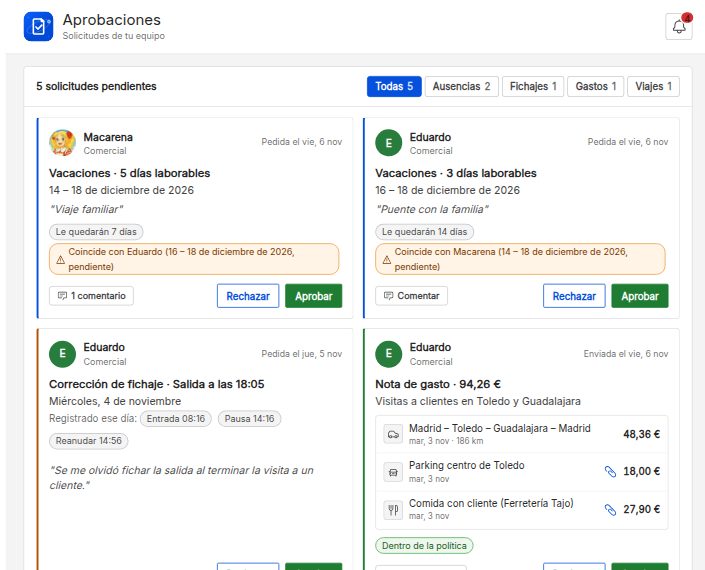 Aprobaciones
Solicitudes de tu equipo
4
5 solicitudes pendientes
Todas 5
Ausencias 2
Fichajes 1
Gastos 1
Viajes 1
Macarena
Comercial
Pedida el vie, 6 nov
Vacaciones · 5 días laborables
14 – 18 de diciembre de 2026
"Viaje familiar"
Le quedarán 7 días
Coincide con Eduardo (16 – 18 de diciembre de 2026,
pendiente)
1 comentario
Rechazar
Aprobar
E
Eduardo
Comercial
Pedida el vie, 6 nov
Vacaciones · 3 días laborables
16 – 18 de diciembre de 2026
"Puente con la familia"
Le quedarán 14 días
Coincide con Macarena (14 – 18 de diciembre de 2026,
pendiente)
Comentar
Rechazar
Aprobar
E
Eduardo
Comercial
Pedida el jue, 5 nov
Corrección de fichaje · Salida a las 18:05
Miércoles, 4 de noviembre
Registrado ese día: Entrada 08:16 Pausa 14:16
Reanudar 14:56
"Se me olvidó fichar la salida al terminar la visita a un
cliente."
E
Eduardo
Comercial
Enviada el vie, 6 nov
Nota de gasto · 94,26 €
Visitas a clientes en Toledo y Guadalajara
Madrid – Toledo – Guadalajara – Madrid
mar, 3 nov · 186 km
48,36 €
Parking centro de Toledo
mar, 3 nov
18,00 €
Comida con cliente (Ferretería Tajo)
mar, 3 nov
27,90 €
Dentro de la política